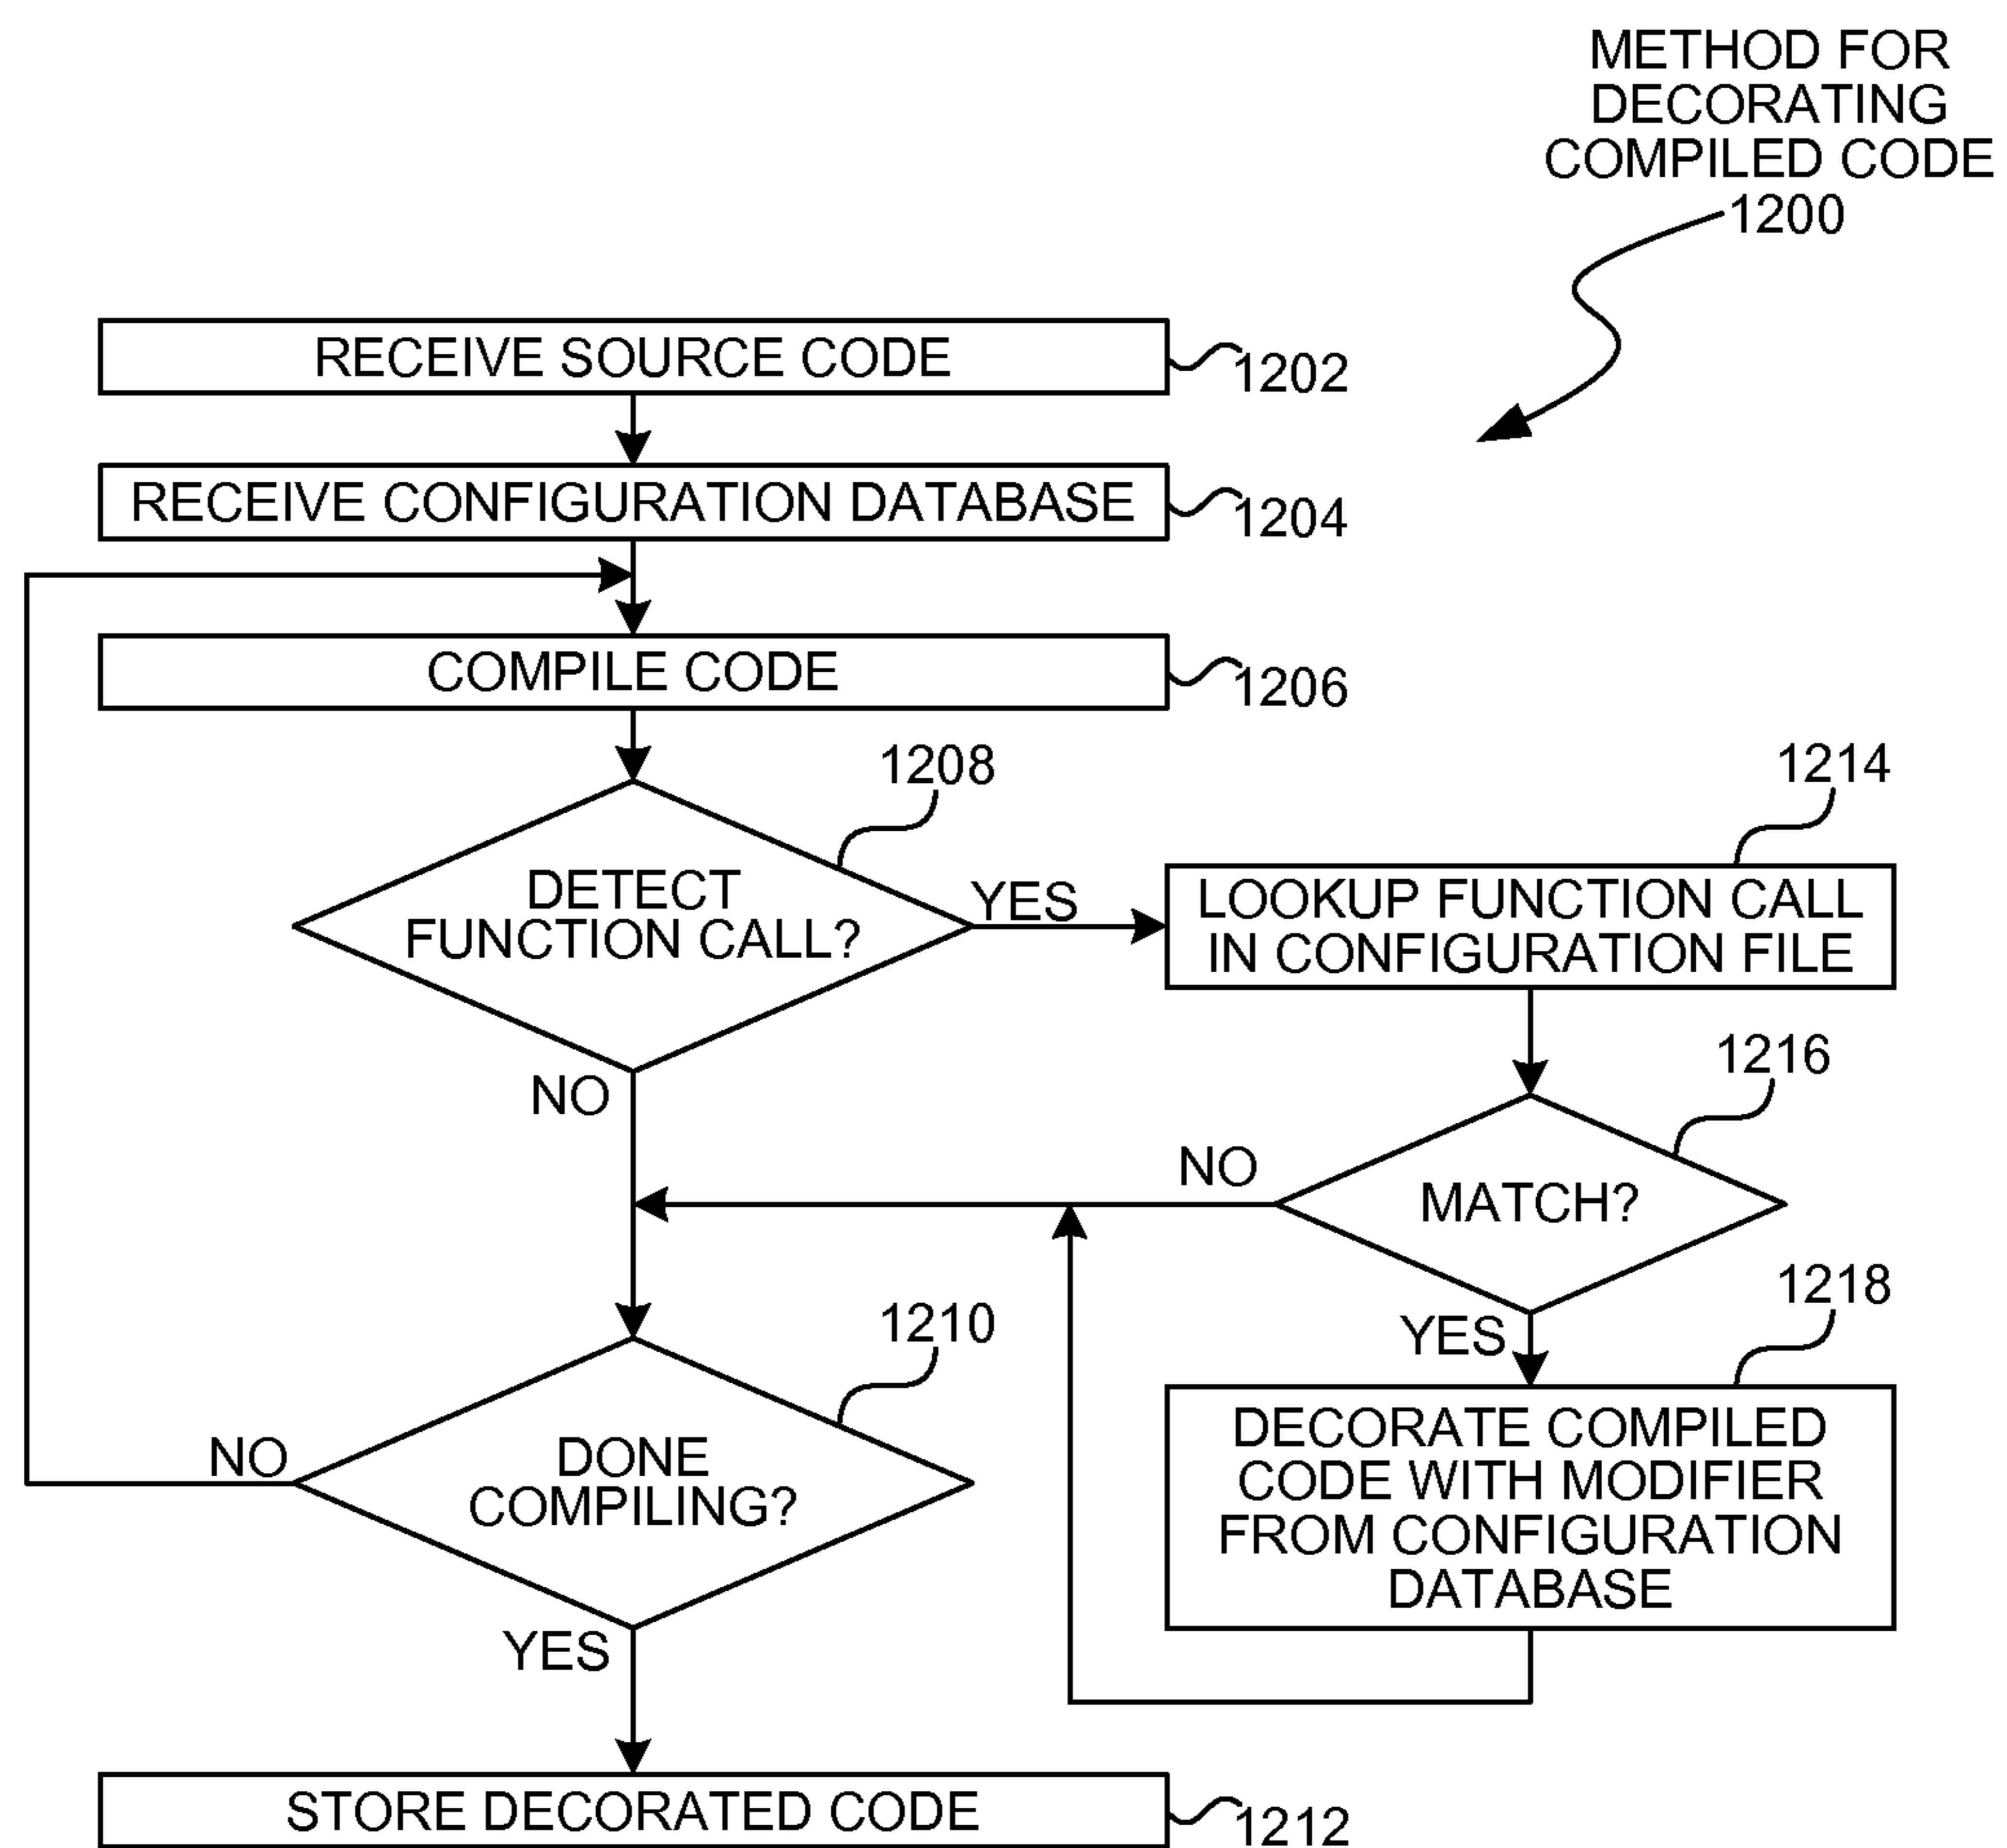 METHOD FOR
DECORATING
COMPILED CODE
1200
RECEIVE SOURCE CODE
1202
RECEIVE CONFIGURATION DATABASE
1204
COMPILE CODE
1206
1208
DETECT
FUNCTION CALL?
YES
NO
1214
LOOKUP FUNCTION CALL
IN CONFIGURATION FILE
1216
MATCH?
NO
YES
1218
DECORATE COMPILED
CODE WITH MODIFIER
FROM CONFIGURATION
DATABASE
1210
DONE
COMPILING?
NO
YES
STORE DECORATED CODE
1212